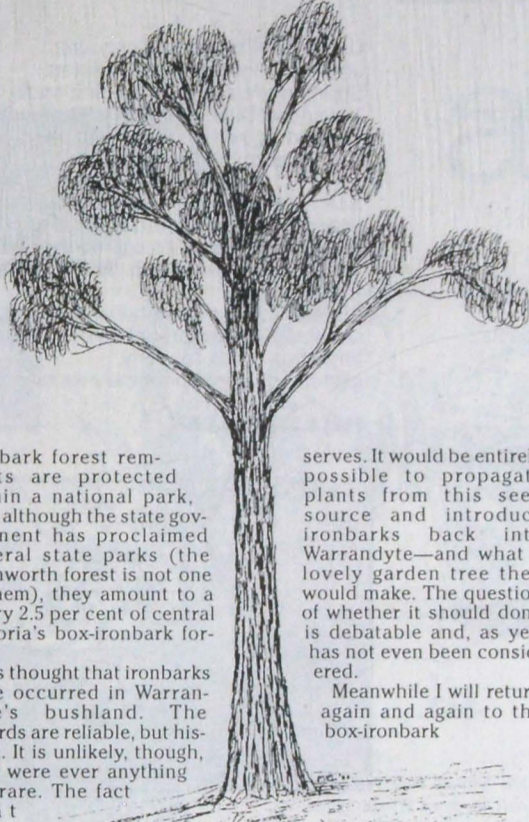 bark forest rem-
ts are protected
in a national park,
although the state gov-
nment has proclaimed
eral state parks (the
worth forest is not one
hem), they amount to a
ry 2.5 per cent of central
oria's box-ironbark for-
s thought that ironbarks
e occurred in Warran-
e's bushland. The
rds are reliable, but his-
. It is unlikely, though,
were ever anything
rare. The fact
t
serves. It would be entire
possible to propagat
plants from this see
source and introduc
ironbarks back int
Warrandyte—and what
lovely garden tree the
would make. The questio
of whether it should don
is debatable and, as ye
has not even been consid
ered.
Meanwhile I will retur
again and again to th
box-ironbark